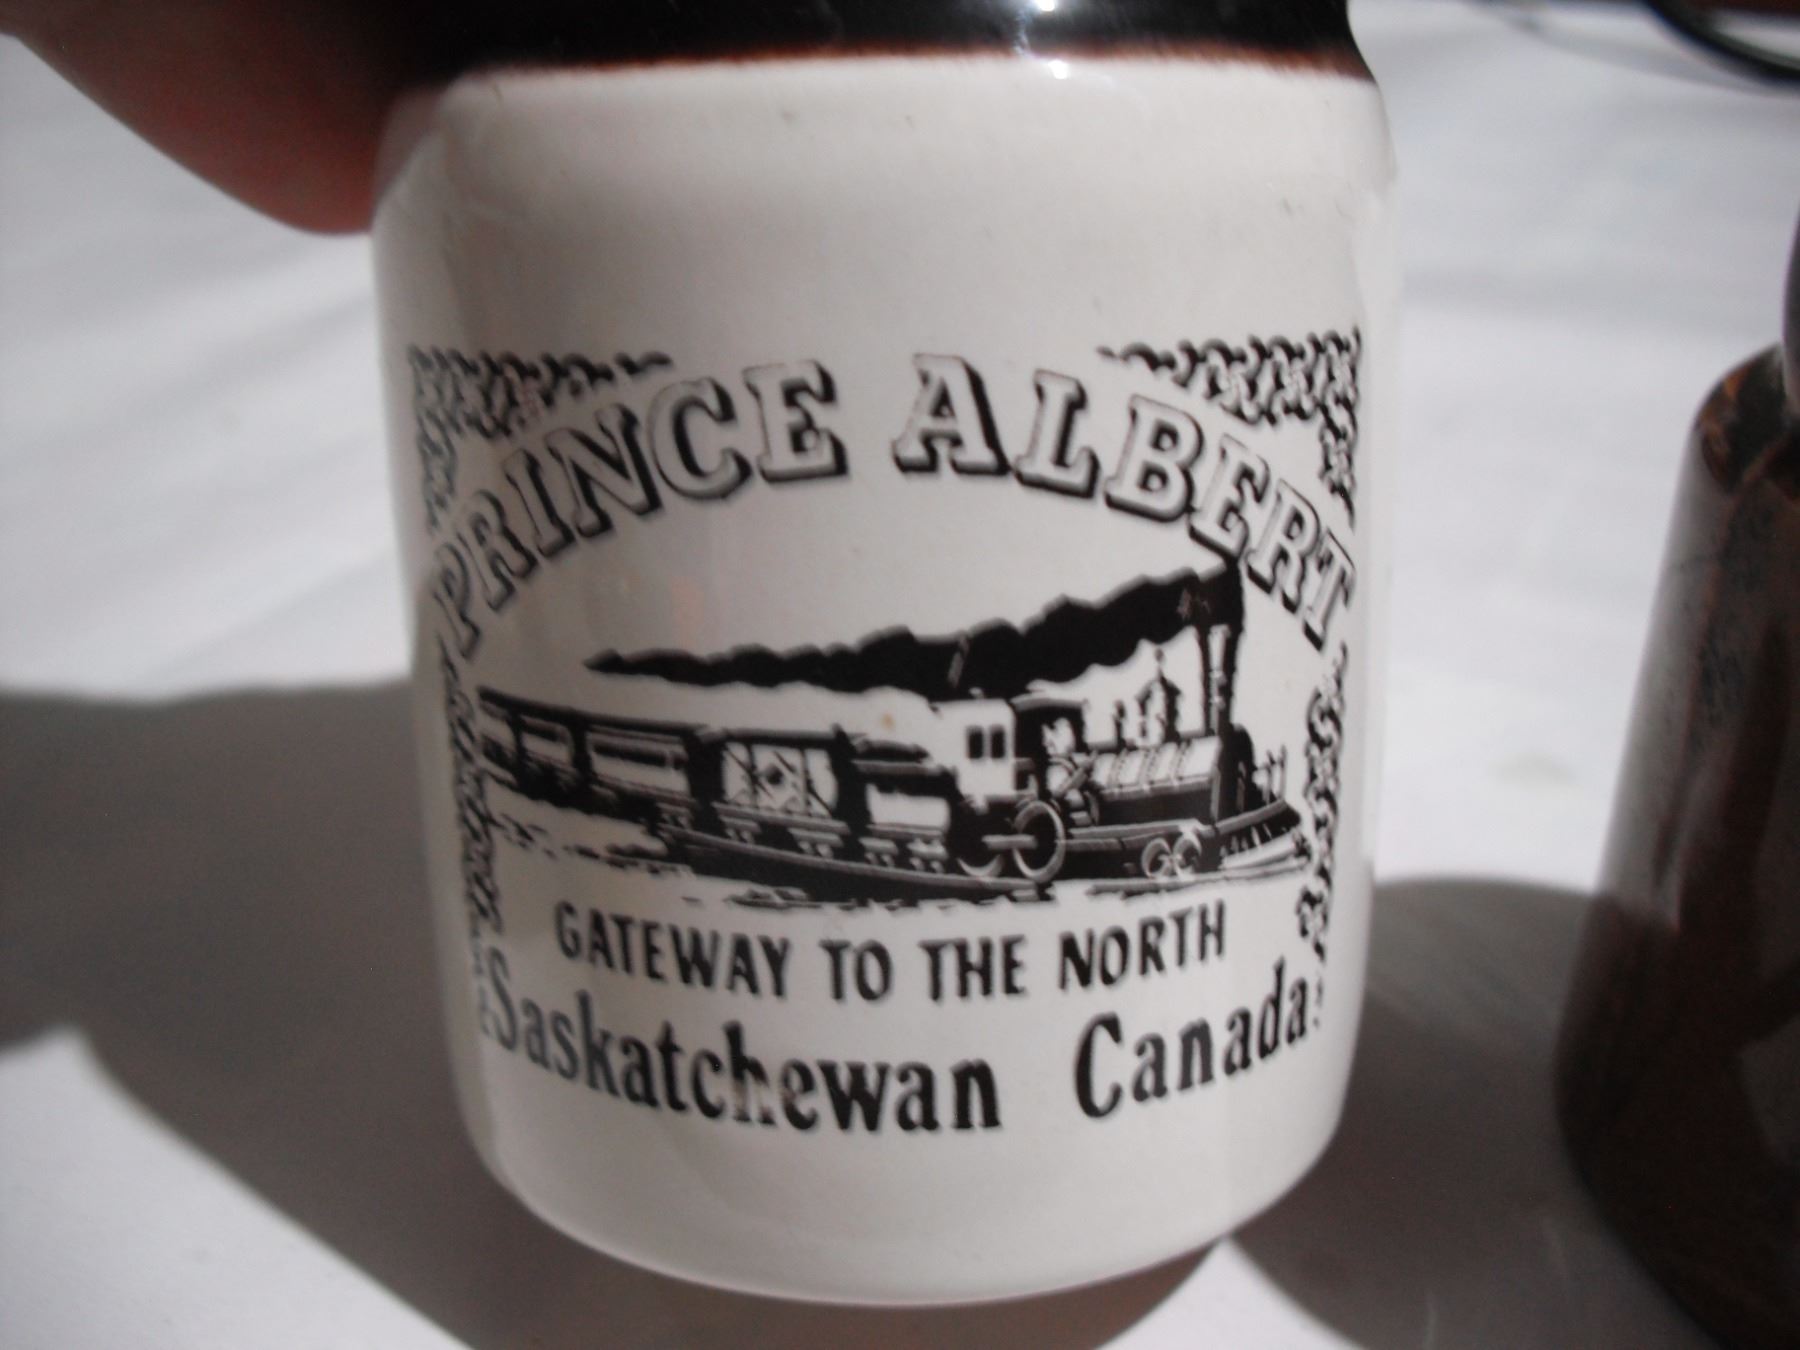 PRINCE ALBERT
GATEWAY TO THE NORTH
Saskatchewan Canada